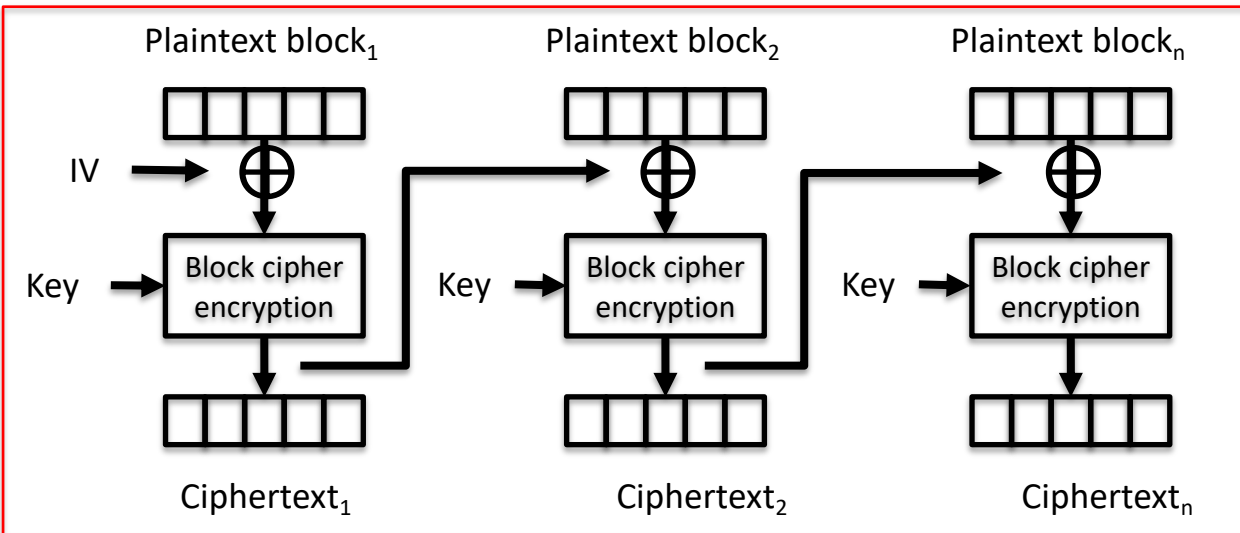 Plaintext block₁ Plaintext block₂ Plaintext blockₙ
IV
Key Block cipher encryption Key Block cipher encryption Key Block cipher encryption
Ciphertext₁ Ciphertext₂ Ciphertextₙ